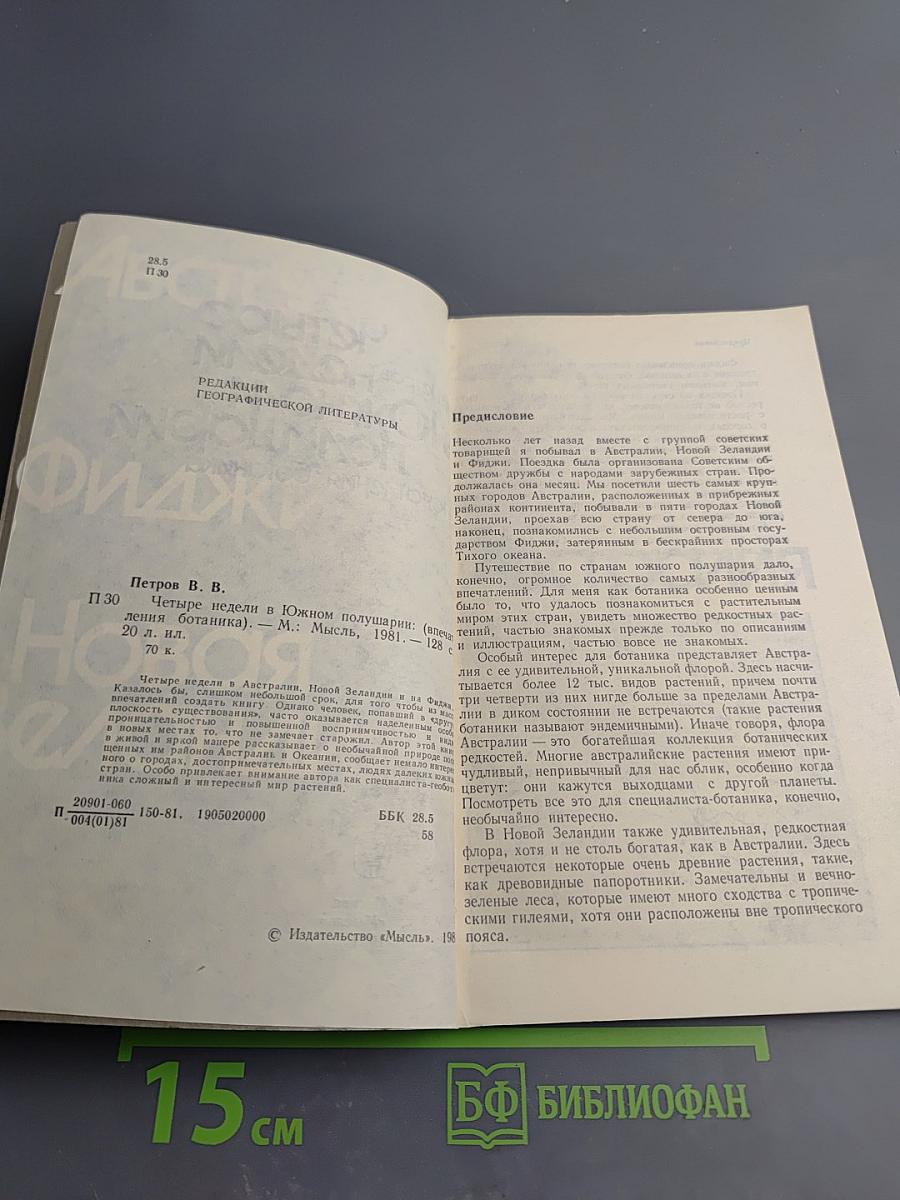 28.5
П 30
РЕДАКЦИИ
ГЕОГРАФИЧЕСКОЙ ЛИТЕРАТУРЫ
Петров В. В.
П 30 Четыре недели в Южном полушарии: (впечат
ления ботаника). — М.: Мысль, 1981. — 128 с
20 л. ил.
70 к.
Четыре недели в Австралии, Новой Зеландии и на Фиджи.
Казалось бы, слишком небольшой срок, для того чтобы из
впечатлений создать книгу. Однако человек, попавший в
плоскость существования», часто оказывается наделенным
проницательностью и повышенной восприимчивостью и
в новых местах то, что не замечает старожил. Автор этой
в живой и яркой манере рассказывает о необычайной природе
щенных им районов Австралии и Океании, сообщает немало
ного о городах, достопримечательных местах, людях далеких
стран. Особо привлекает внимание автора как специалиста-геобот
ника сложный и интересный мир растений.
П 20901-060
004(01)81 150-81. 1905020000 ББК 28.5
58
© Издательство «Мысль». 198
Предисловие
Несколько лет назад вместе с группой советских
товарищей я побывал в Австралии, Новой Зеландии
и Фиджи. Поездка была организована Советским об-
ществом дружбы с народами зарубежных стран. Про-
должалась она месяц. Мы посетили шесть самых круп-
ных городов Австралии, расположенных в прибрежных
районах континента, побывали в пяти городах Новой
Зеландии, проехав всю страну от севера до юга,
наконец, познакомились с небольшим островным госу-
дарством Фиджи, затерянным в бескрайних просторах
Тихого океана.
Путешествие по странам южного полушария дало,
конечно, огромное количество самых разнообразных
впечатлений. Для меня как ботаника особенно ценным
было то, что удалось познакомиться с растительным
миром этих стран, увидеть множество редкостных рас-
тений, частью знакомых прежде только по описаниям
и иллюстрациям, частью вовсе не знакомых.
Особый интерес для ботаника представляет Австра-
лия с ее удивительной, уникальной флорой. Здесь насчи-
тывается более 12 тыс. видов растений, причем почти
три четверти из них нигде больше за пределами Австра-
лии в диком состоянии не встречаются (такие растения
ботаники называют эндемичными). Иначе говоря, флора
Австралии — это богатейшая коллекция ботанических
редкостей. Многие австралийские растения имеют при-
чудливый, непривычный для нас облик, особенно когда
цветут: они кажутся выходцами с другой планеты.
Посмотреть все это для специалиста-ботаника, конечно,
необычайно интересно.
В Новой Зеландии также удивительная, редкостная
флора, хотя и не столь богатая, как в Австралии. Здесь
встречаются некоторые очень древние растения, такие,
как древовидные папоротники. Замечательны и вечно-
зеленые леса, которые имеют много сходства с тропиче-
скими гилеями, хотя они расположены вне тропического
пояса.
15 см
БФ БИБЛИОФАН